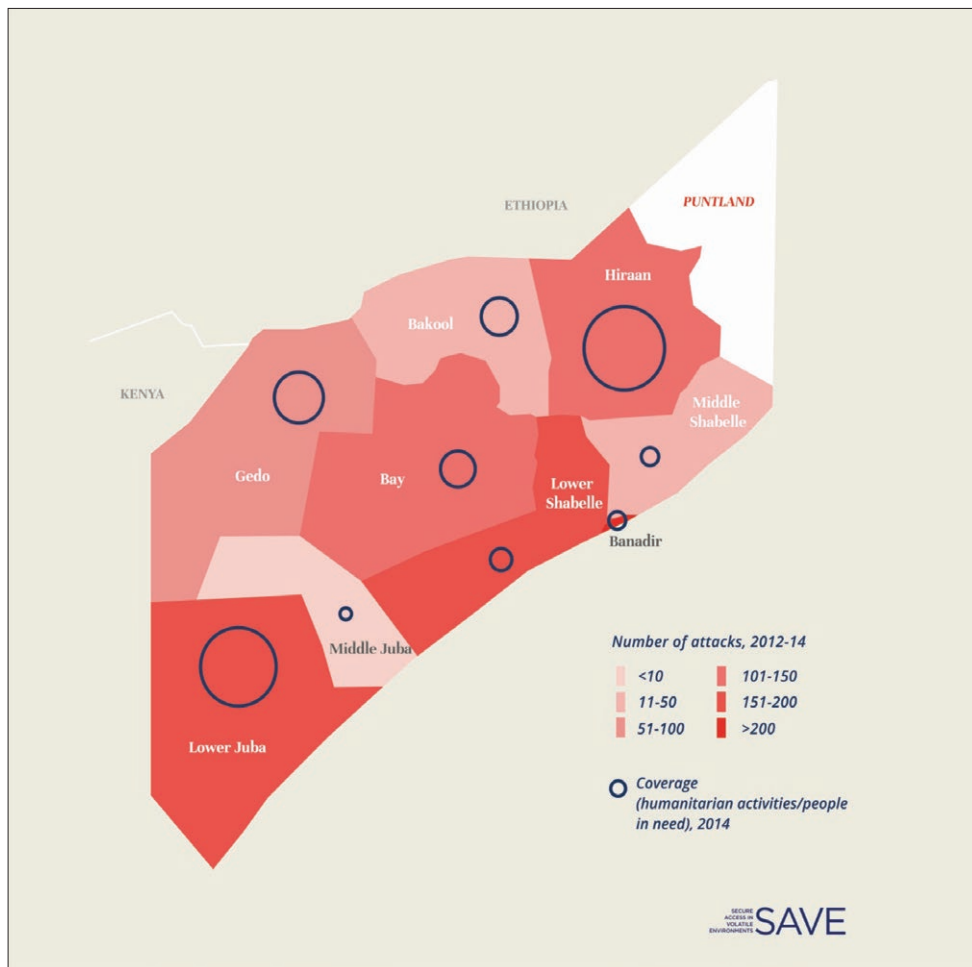 PUNTLAND
ETHIOPIA
Hiraan
Bakool
KENYA
Middle
Shabelle
Gedo
Bay
Lower
Shabelle
Banadir
Middle Juba
Lower Juba
Number of attacks, 2012-14
<10
101-150
11-50
151-200
51-100
>200
Coverage
(humanitarian activities/people
in need), 2014
SECURE
ACCESS IN
VOLATILE
ENVIRONMENTS
SAVE